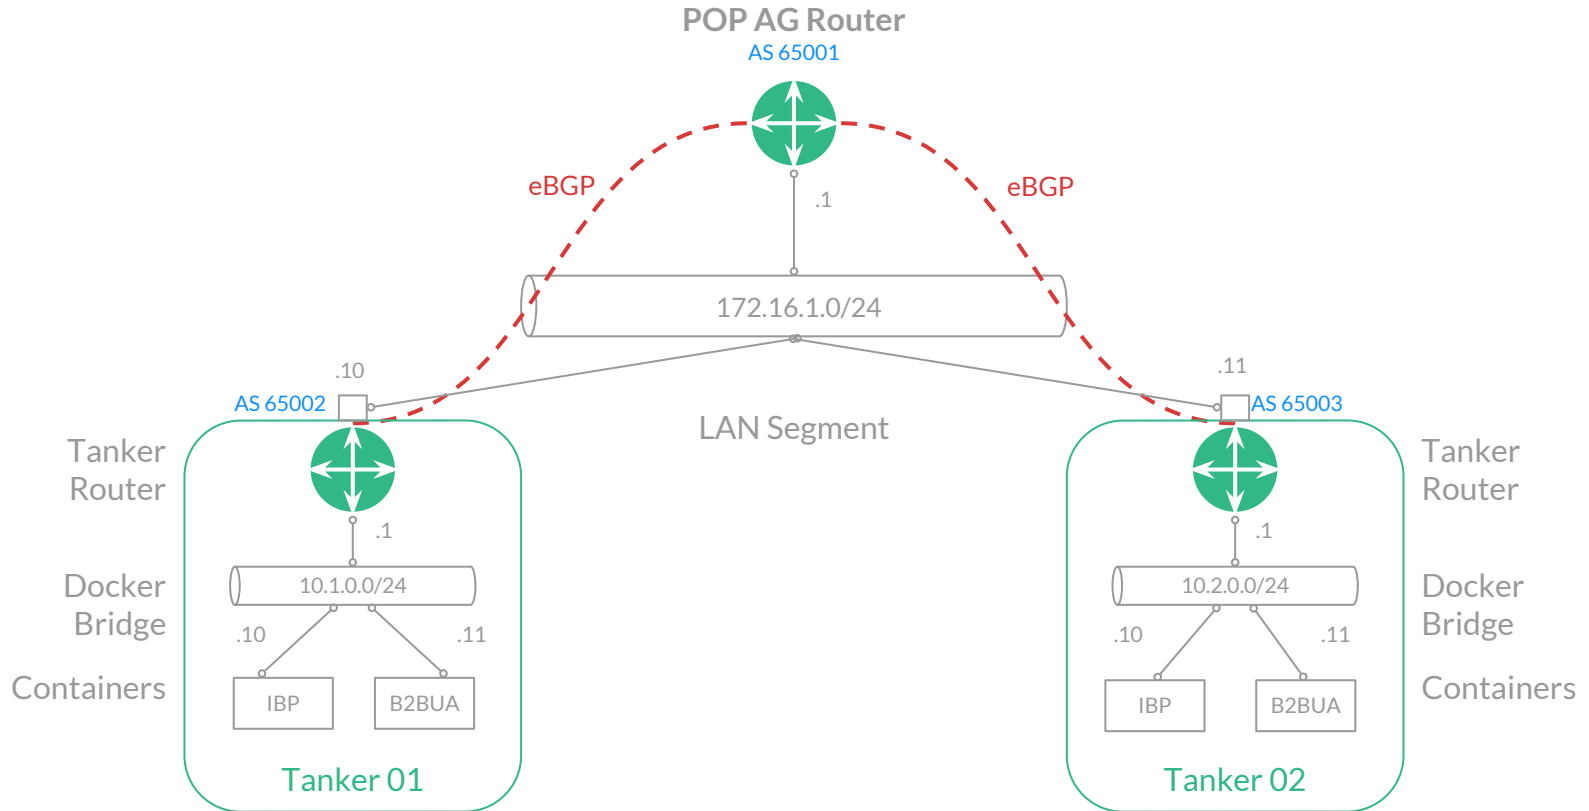 POP AG Router
AS 65001
eBGP
eBGP
.1
172.16.1.0/24
.10
.11
AS 65002
AS 65003
LAN Segment
Tanker
Router
Tanker
Router
.1
.1
Docker
Bridge
10.1.0.0/24
10.2.0.0/24
Docker
Bridge
.10
.11
.10
.11
Containers
IBP
B2BUA
IBP
B2BUA
Containers
Tanker 01
Tanker 02